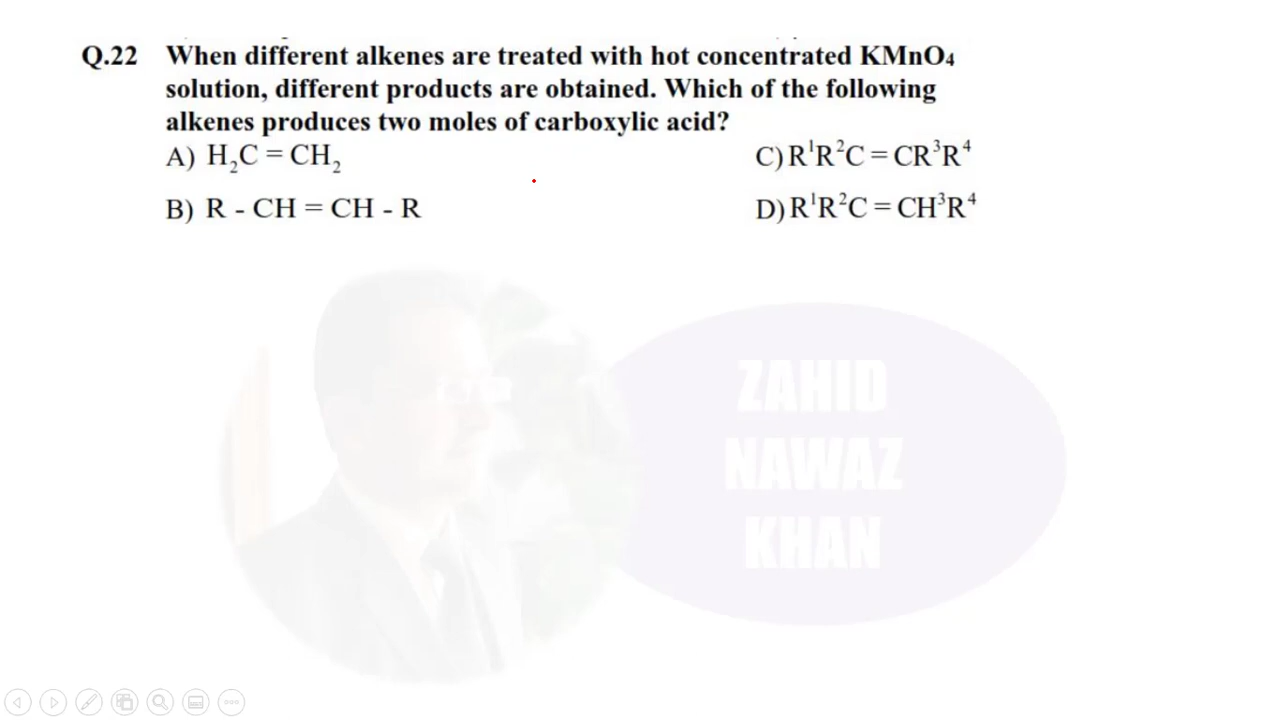 Q.22 When different alkenes are treated with hot concentrated KMnO₄
solution, different products are obtained. Which of the following
alkenes produces two moles of carboxylic acid?
A) H₂C = CH₂
C) R¹R²C = CR³R⁴
B) R - CH = CH - R
D) R¹R²C = CH³R⁴
ZAHID
NAWAZ
KHAN